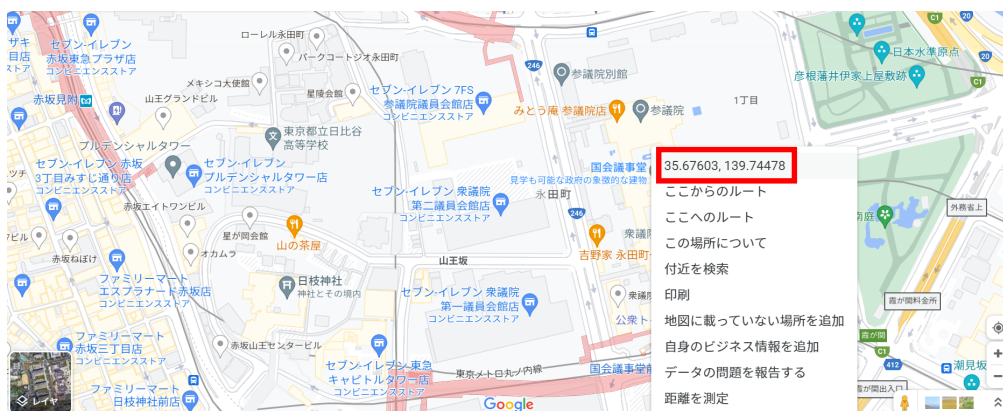 ローレル永田町
ザキ
目店
ストア
セブン-イレブン
赤坂東急プラザ店
コンビニエンスストア
パークコートジオ永田町
メキシコ大使館
山王グランドビル
赤坂見附
星陵会館
セブン-イレブン 7FS
参議院議員会館店
コンビニエンスストア
246
参議院別館
みとう庵 参議院店
参議院
1丁目
C1
20
日本水準原点
彦根藩井伊家上屋敷跡
東京都立日比谷
高等学校
プルデンシャルタワー
セブン-イレブン 赤坂
3丁目みすじ通り店
コンビニエンスストア
ツチ
セブン-イレブン
プルデンシャルタワー店
コンビニエンスストア
赤坂エイトワンビル
セブン-イレブン 衆議院
第二議員会館店
コンビニエンスストア
国会議事堂
見学も可能な政府の象徴的な建物
永田町
246
35.67603, 139.74478
ここからのルート
ここへのルート
この場所について
付近を検索
印刷
地図に載っていない場所を追加
自身のビジネス情報を追加
データの問題を報告する
距離を測定
南庭
外務省上
7ビル
星が岡会館
山の茶屋
オカムラ
赤坂ねぼけ
衆議院
吉野家 永田町
山王坂
ファミリーマート
エスプラナード赤坂店
コンビニエンスストア
日枝神社
神社とその境内
セブン-イレブン 衆議院
第一議員会館店
コンビニエンスストア
衆議院
公衆ト
霞が関料金所
霞が関
C1
412
潮見坂
ファミリーマート
赤坂三丁目店
コンビニエンスストア
赤坂山王センタービル
セブン-イレブン 東急
キャピトルタワー店
コンビニエンスストア
東京メトロ丸ノ内線
国会議事堂前
霞が関出入口
レイヤ
ファミリーマート
日枝神社前店
Google